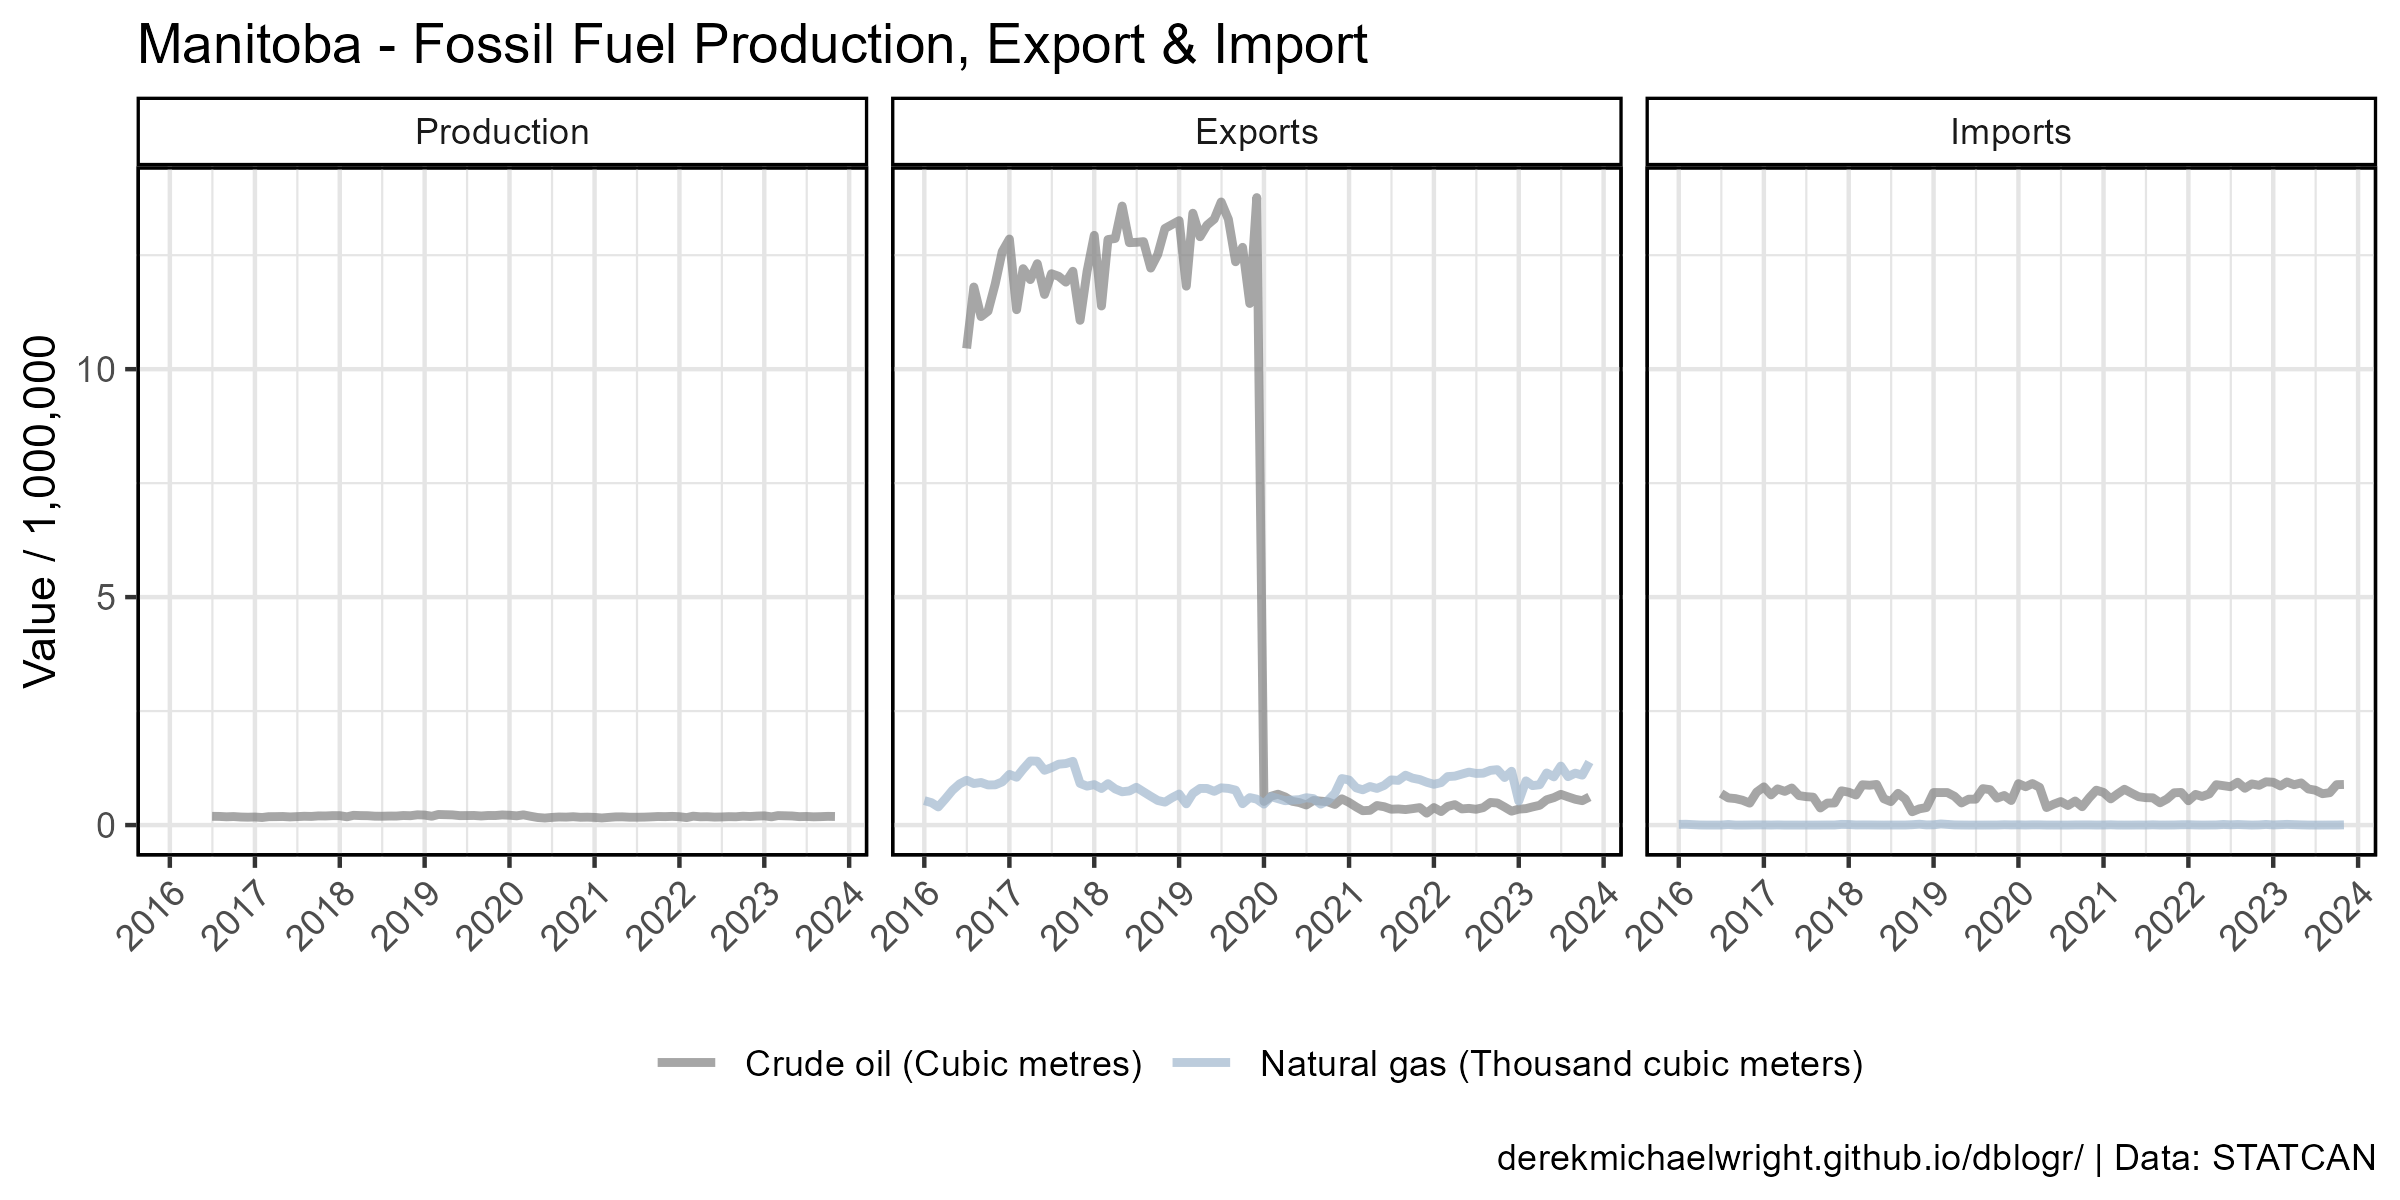 Manitoba - Fossil Fuel Production, Export & Import
Production
Exports
Imports
Value / 1,000,000
10
5
0
2016 2017 2018 2019 2020 2021 2022 2023 2024
2016 2017 2018 2019 2020 2021 2022 2023 2024
2016 2017 2018 2019 2020 2021 2022 2023 2024
Crude oil (Cubic metres)
Natural gas (Thousand cubic meters)
derekmichaelwright.github.io/dblogr/ | Data: STATCAN